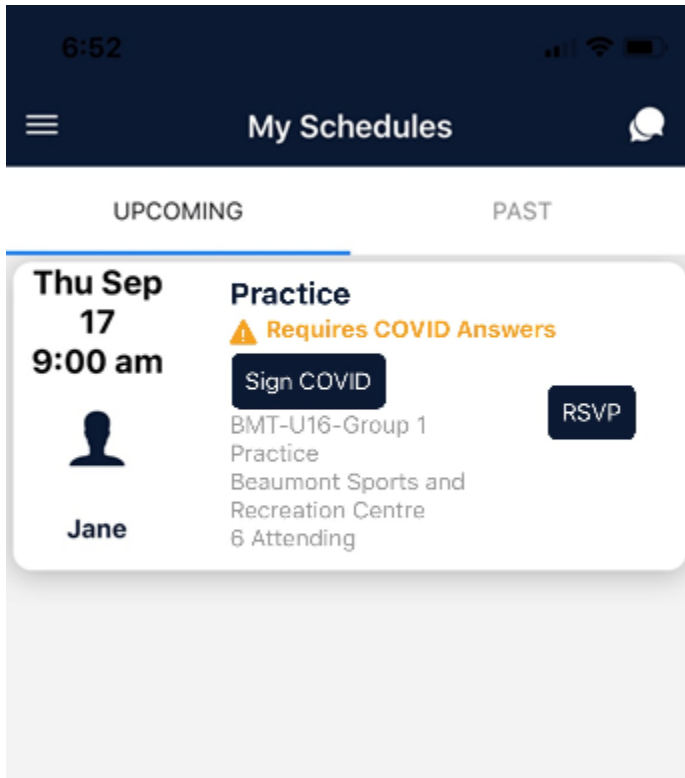 6:52
My Schedules
UPCOMING
PAST
Thu Sep
17
9:00 am
Jane
Practice
Requires COVID Answers
Sign COVID
BMT-U16-Group 1
Practice
Beaumont Sports and
Recreation Centre
6 Attending
RSVP